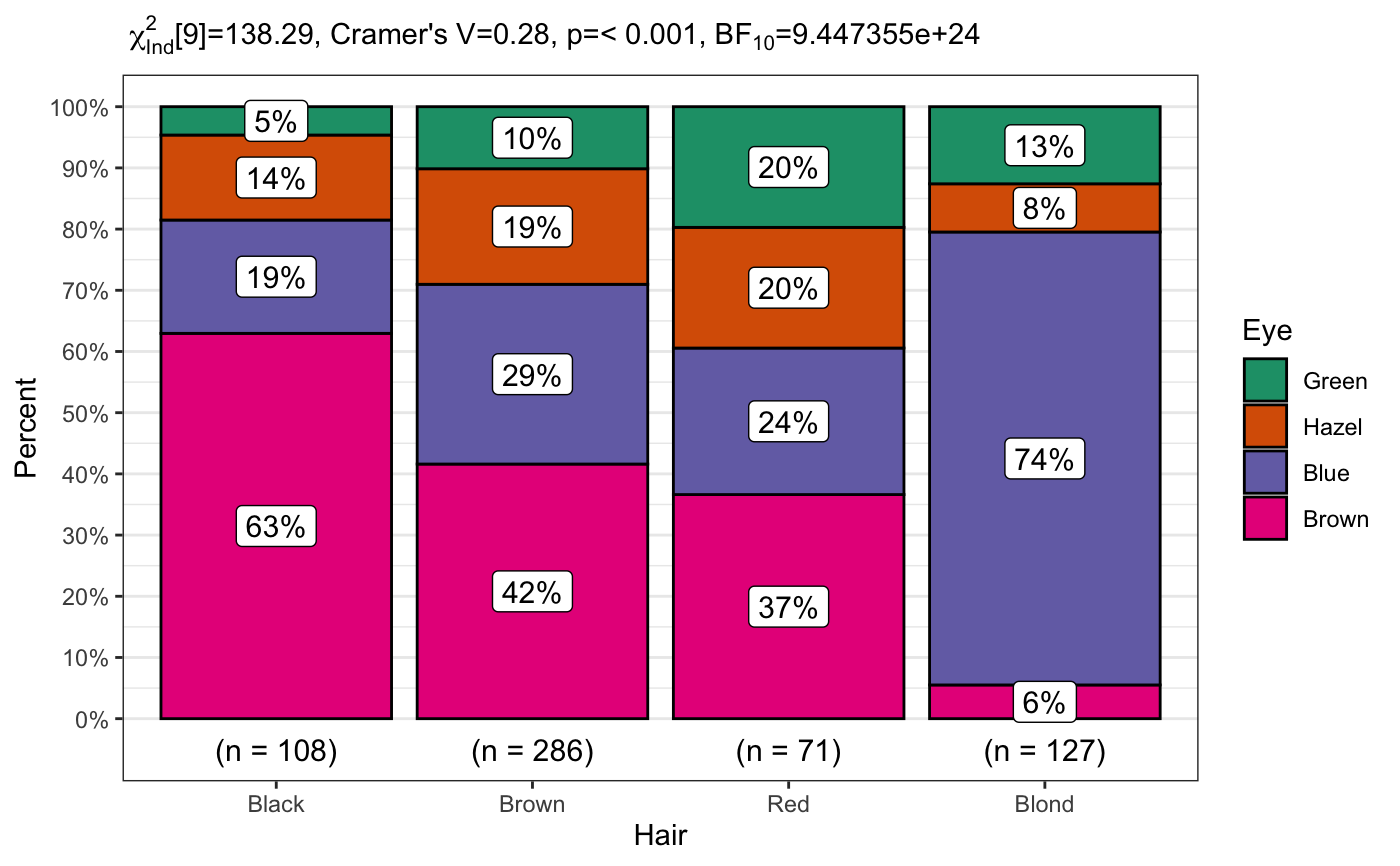 χ²Ind[9]=138.29, Cramer's V=0.28, p=< 0.001, BF10=9.447355e+24
100%
90%
80%
70%
60%
50%
40%
30%
20%
10%
0%
Percent
5%
14%
19%
63%
(n = 108)
10%
19%
29%
42%
(n = 286)
20%
20%
24%
37%
(n = 71)
13%
8%
74%
6%
(n = 127)
Black
Brown
Red
Blond
Hair
Eye
Green
Hazel
Blue
Brown